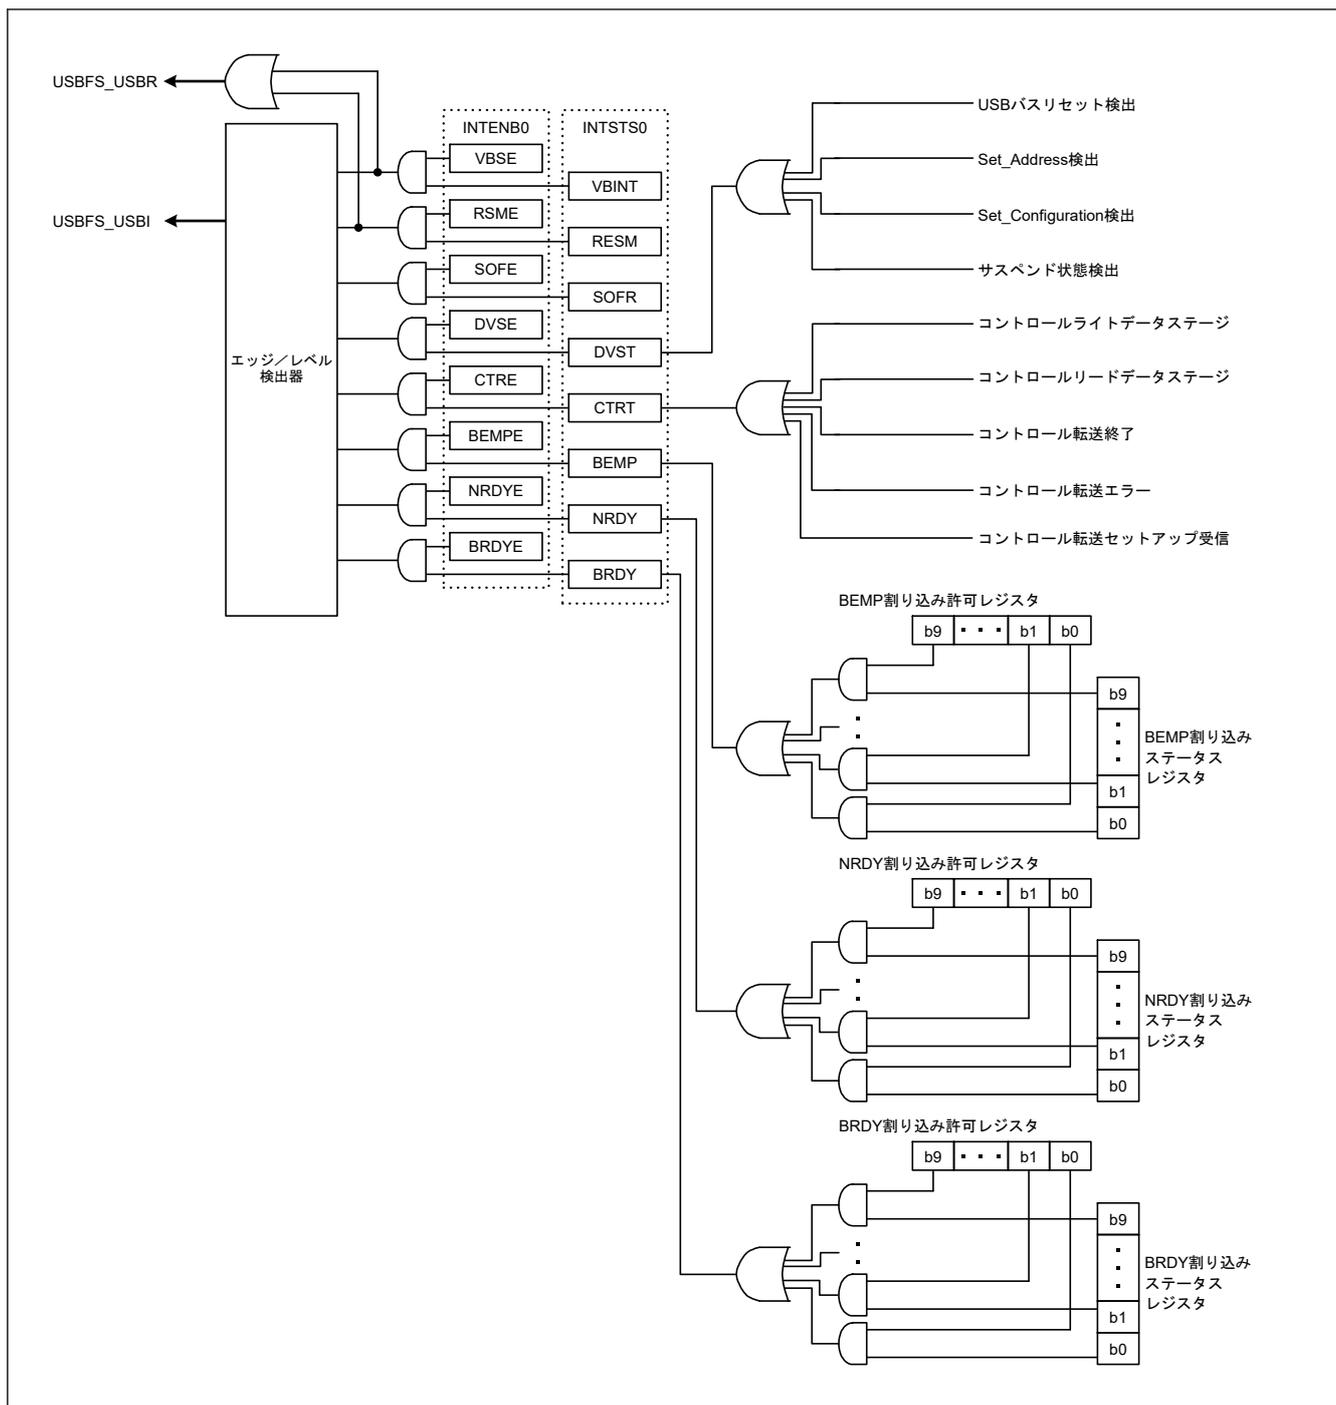 USBFS_USBR
USBFS_USBI
エッジ／レベル
検出器
INTENB0
VBSE
RSME
SOFE
DVSE
CTRE
BEMPE
NRDYE
BRDYE
INTSTS0
VBINT
RESM
SOFR
DVST
CTRT
BEMP
NRDY
BRDY
USBバスリセット検出
Set_Address検出
Set_Configuration検出
サスペンド状態検出
コントロールライトデータステージ
コントロールリードデータステージ
コントロール転送終了
コントロール転送エラー
コントロール転送セットアップ受信
BEMP割り込み許可レジスタ
b9 ・・・ b1 b0
b9
b1
b0
BEMP割り込み
ステータス
レジスタ
NRDY割り込み許可レジスタ
b9 ・・・ b1 b0
b9
b1
b0
NRDY割り込み
ステータス
レジスタ
BRDY割り込み許可レジスタ
b9 ・・・ b1 b0
b9
b1
b0
BRDY割り込み
ステータス
レジスタ